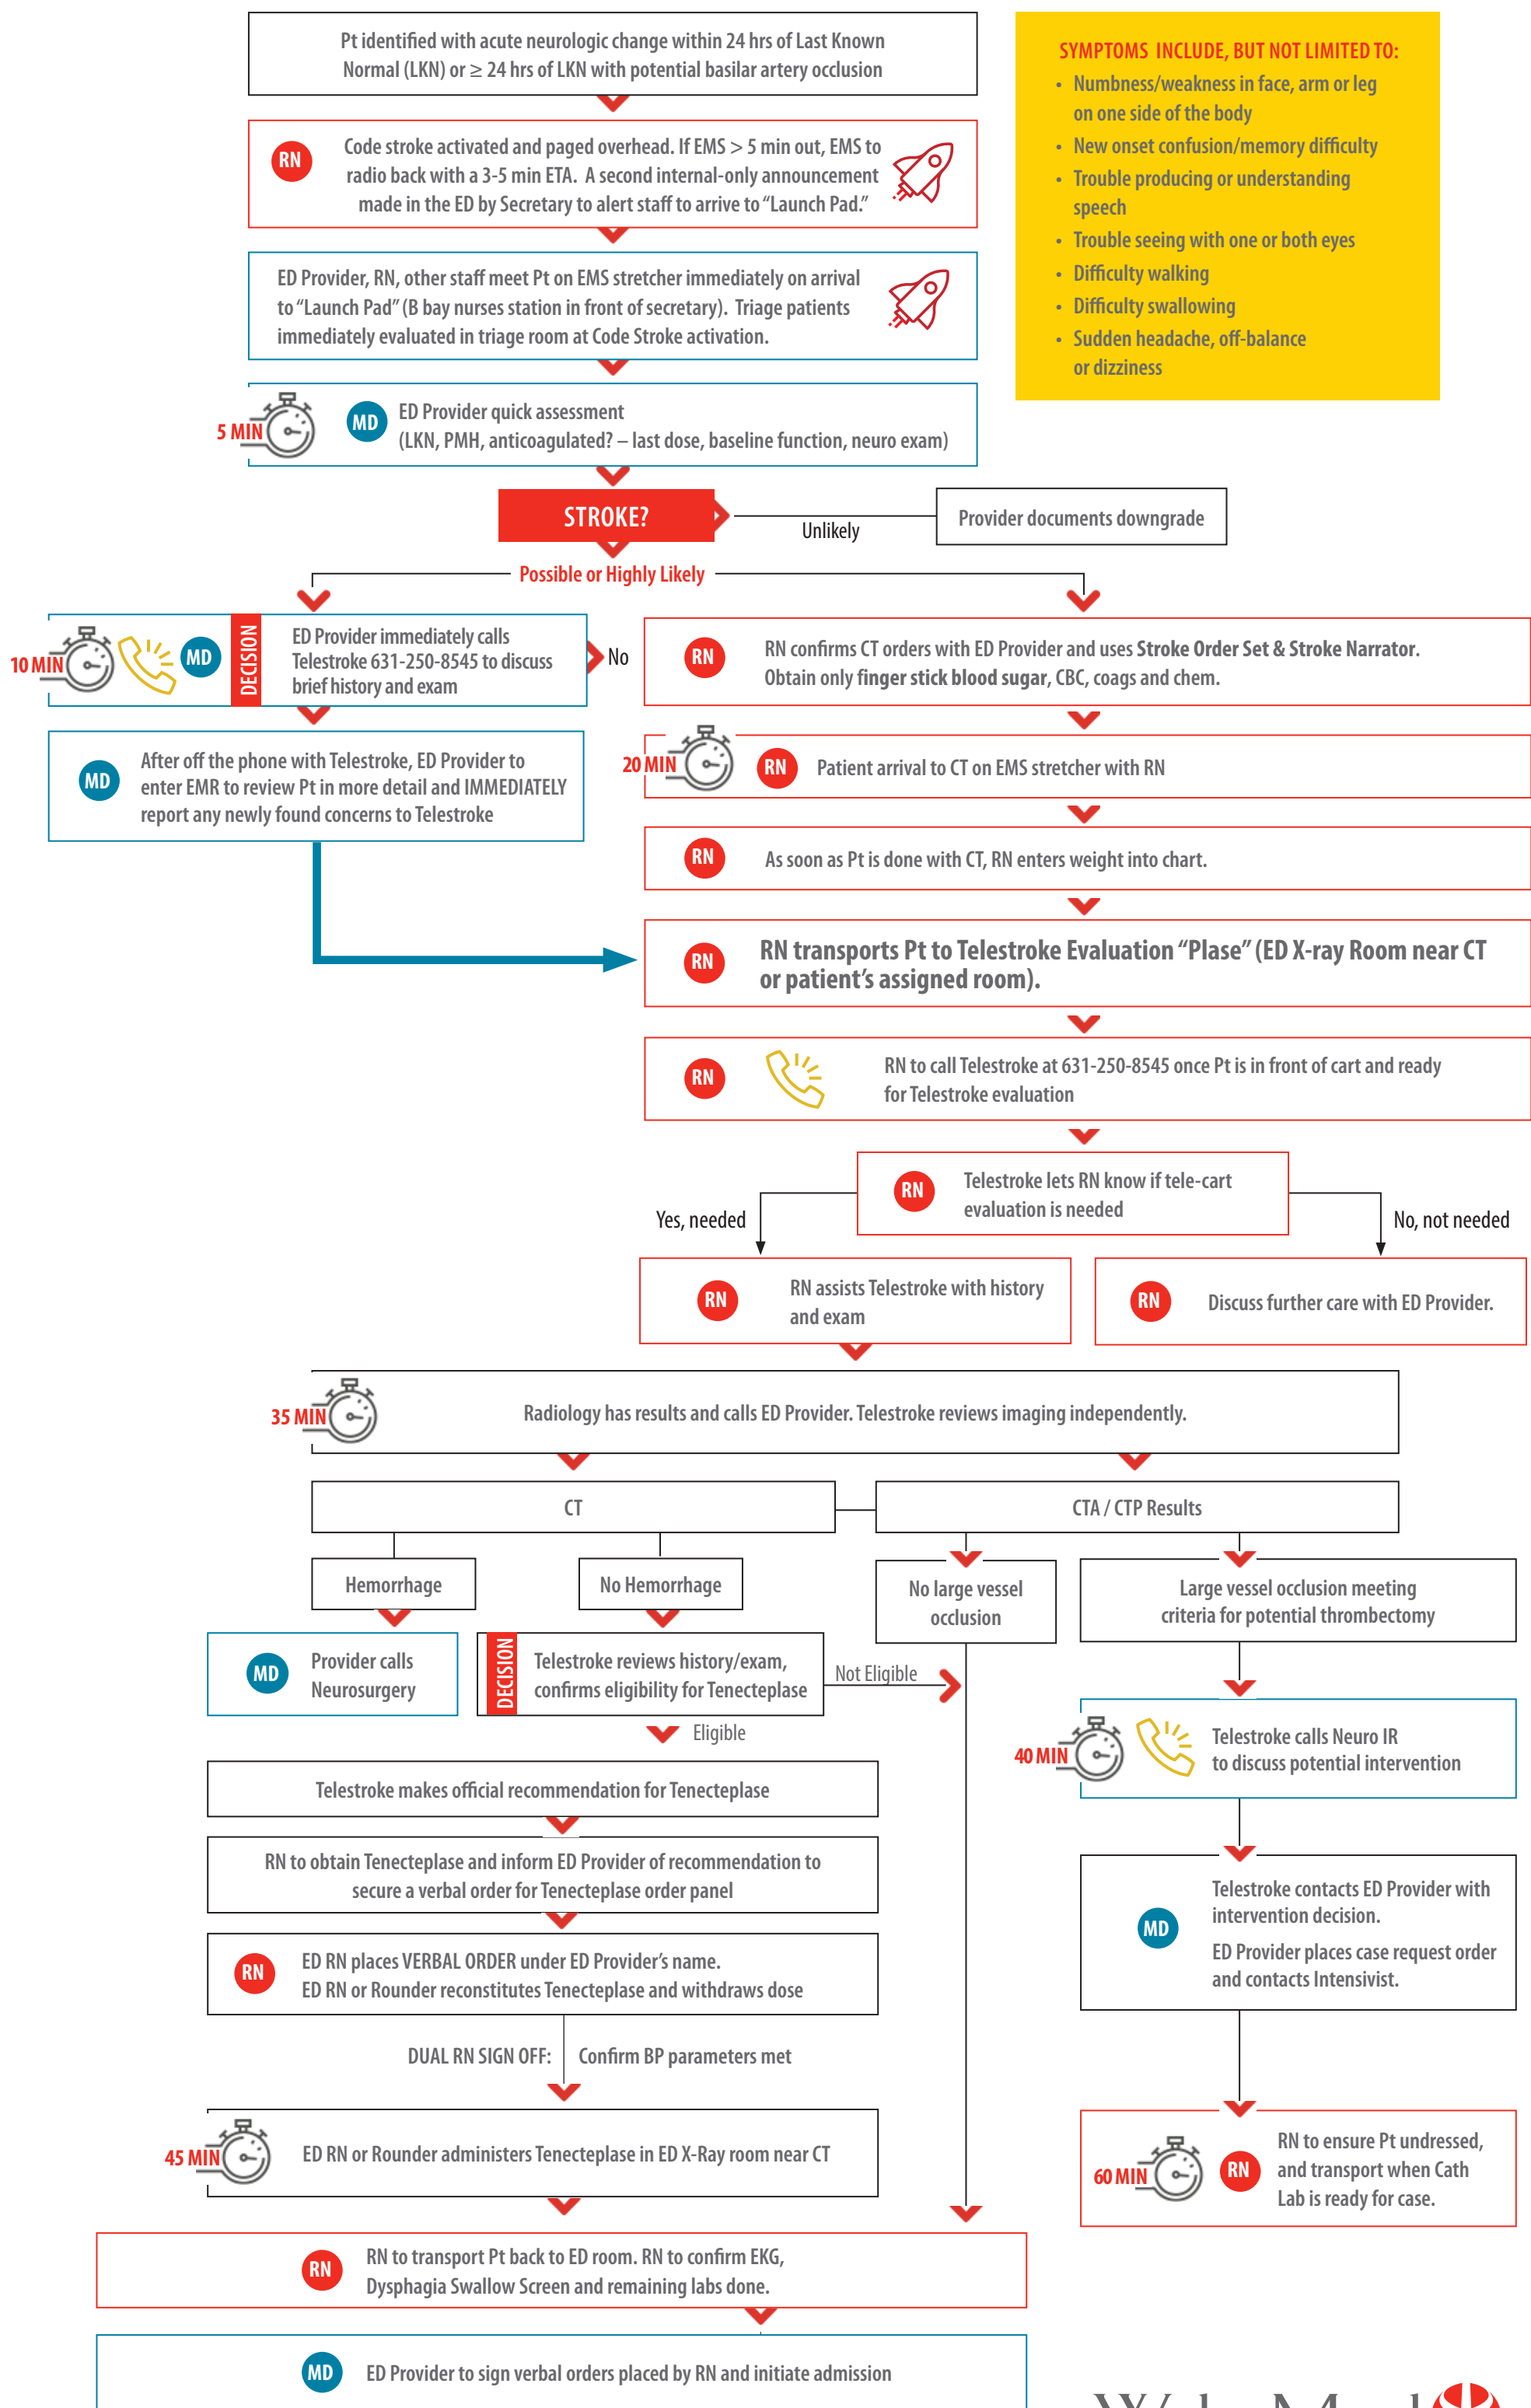 Pt identified with acute neurologic change within 24 hrs of Last Known
Normal (LKN) or ≥ 24 hrs of LKN with potential basilar artery occlusion
SYMPTOMS INCLUDE, BUT NOT LIMITED TO:
• Numbness/weakness in face, arm or leg
on one side of the body
• New onset confusion/memory difficulty
• Trouble producing or understanding
speech
• Trouble seeing with one or both eyes
• Difficulty walking
• Difficulty swallowing
• Sudden headache, off-balance
or dizziness
RN
Code stroke activated and paged overhead. If EMS > 5 min out, EMS to
radio back with a 3-5 min ETA. A second internal-only announcement
made in the ED by Secretary to alert staff to arrive to “Launch Pad.”
ED Provider, RN, other staff meet Pt on EMS stretcher immediately on arrival
to “Launch Pad” (B bay nurses station in front of secretary). Triage patients
immediately evaluated in triage room at Code Stroke activation.
5 MIN
MD
ED Provider quick assessment
(LKN, PMH, anticoagulated? – last dose, baseline function, neuro exam)
STROKE?
Unlikely
Provider documents downgrade
Possible or Highly Likely
10 MIN
MD
DECISION
ED Provider immediately calls
Telestroke 631-250-8545 to discuss
brief history and exam
No
MD
After off the phone with Telestroke, ED Provider to
enter EMR to review Pt in more detail and IMMEDIATELY
report any newly found concerns to Telestroke
RN
RN confirms CT orders with ED Provider and uses Stroke Order Set & Stroke Narrator.
Obtain only finger stick blood sugar, CBC, coags and chem.
20 MIN
RN
Patient arrival to CT on EMS stretcher with RN
RN
As soon as Pt is done with CT, RN enters weight into chart.
RN
RN transports Pt to Telestroke Evaluation “Plase” (ED X-ray Room near CT
or patient’s assigned room).
RN
RN to call Telestroke at 631-250-8545 once Pt is in front of cart and ready
for Telestroke evaluation
RN
Telestroke lets RN know if tele-cart
evaluation is needed
Yes, needed
No, not needed
RN
RN assists Telestroke with history
and exam
RN
Discuss further care with ED Provider.
35 MIN
Radiology has results and calls ED Provider. Telestroke reviews imaging independently.
CT
CTA / CTP Results
Hemorrhage
No Hemorrhage
No large vessel
occlusion
Large vessel occlusion meeting
criteria for potential thrombectomy
MD
Provider calls
Neurosurgery
DECISION
Telestroke reviews history/exam,
confirms eligibility for Tenecteplase
Not Eligible
Eligible
40 MIN
Telestroke calls Neuro IR
to discuss potential intervention
Telestroke makes official recommendation for Tenecteplase
RN to obtain Tenecteplase and inform ED Provider of recommendation to
secure a verbal order for Tenecteplase order panel
MD
Telestroke contacts ED Provider with
intervention decision.
ED Provider places case request order
and contacts Intensivist.
RN
ED RN places VERBAL ORDER under ED Provider’s name.
ED RN or Rounder reconstitutes Tenecteplase and withdraws dose
DUAL RN SIGN OFF: Confirm BP parameters met
45 MIN
ED RN or Rounder administers Tenecteplase in ED X-Ray room near CT
60 MIN
RN
RN to ensure Pt undressed,
and transport when Cath
Lab is ready for case.
RN
RN to transport Pt back to ED room. RN to confirm EKG,
Dysphagia Swallow Screen and remaining labs done.
MD
ED Provider to sign verbal orders placed by RN and initiate admission